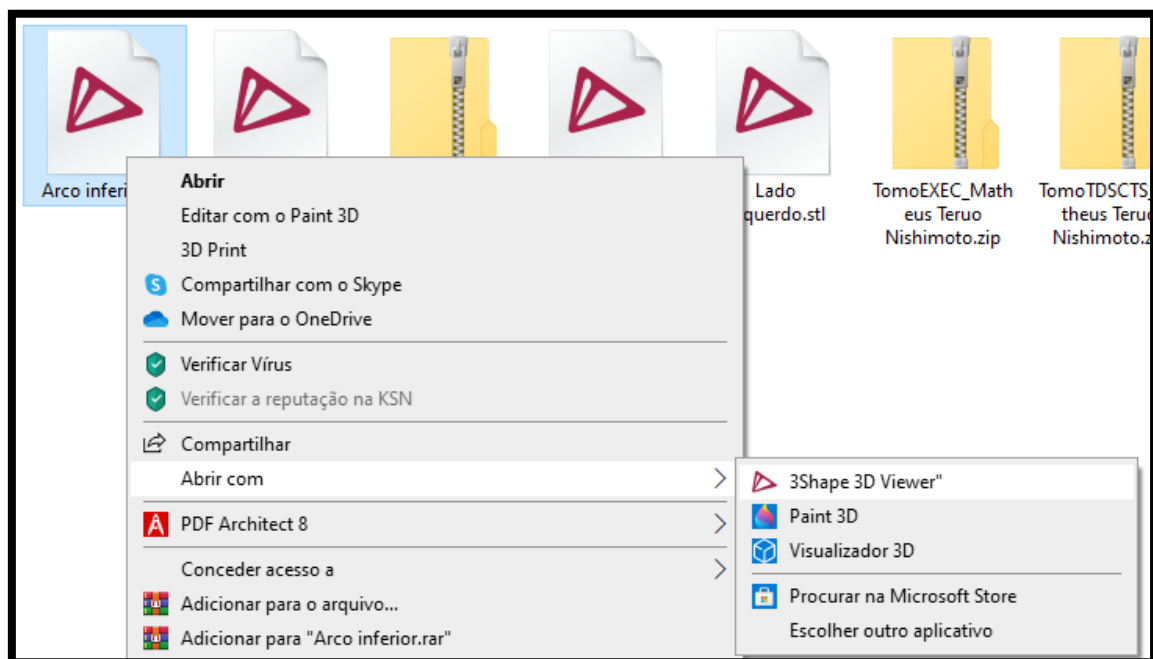 Arco inferi
Lado
querdo.stl
TomoEXEC_Math
eus Teruo
Nishimoto.zip
TomoTDSCTS_
theus Teru
Nishimoto.z
Abrir
Editar com o Paint 3D
3D Print
Compartilhar com o Skype
Mover para o OneDrive
Verificar Vírus
Verificar a reputação na KSN
Compartilhar
Abrir com
PDF Architect 8
Conceder acesso a
Adicionar para o arquivo...
Adicionar para "Arco inferior.rar"
3Shape 3D Viewer"
Paint 3D
Visualizador 3D
Procurar na Microsoft Store
Escolher outro aplicativo